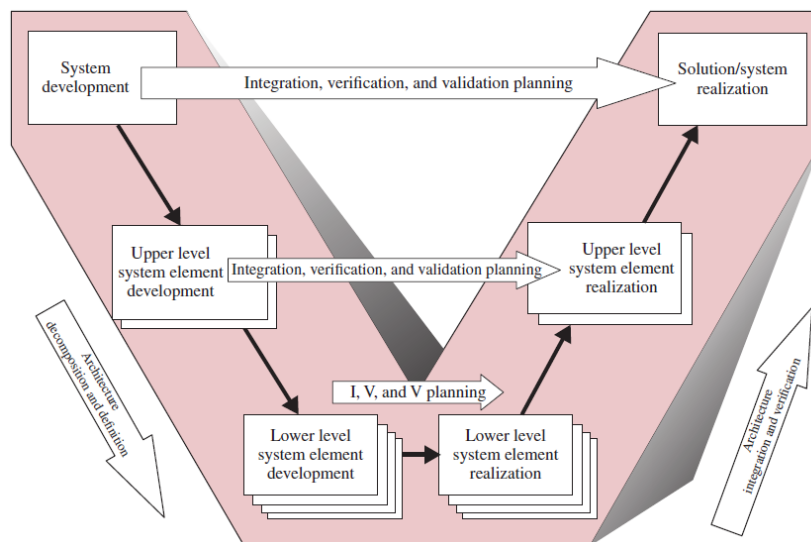 System
development
Integration, verification, and validation planning
Solution/system
realization
Upper level
system element
development
Integration, verification, and validation planning
Upper level
system element
realization
Architecture
decomposition and definition
I, V, and V planning
Architecture
integration and verification
Lower level
system element
development
Lower level
system element
realization